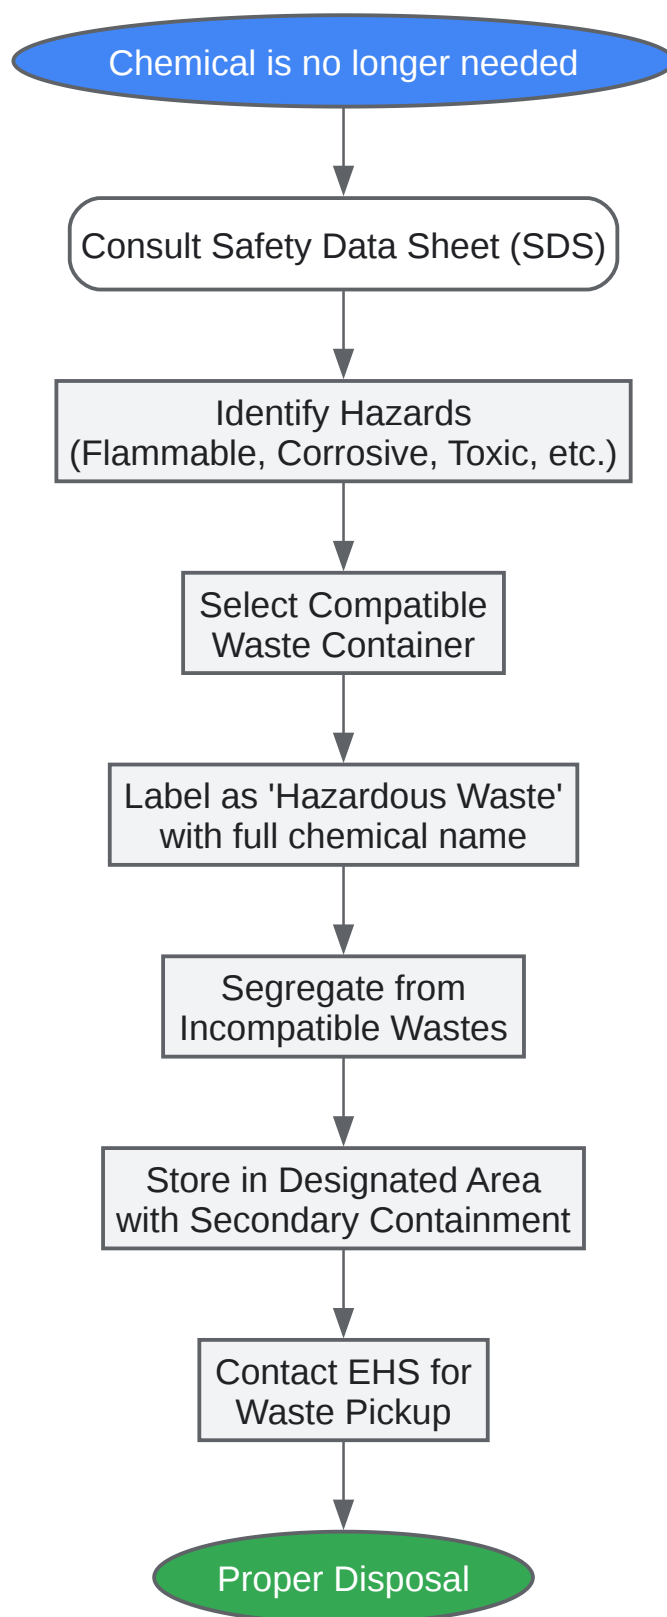 Chemical is no longer needed
Consult Safety Data Sheet (SDS)
Identify Hazards
(Flammable, Corrosive, Toxic, etc.)
Select Compatible
Waste Container
Label as 'Hazardous Waste'
with full chemical name
Segregate from
Incompatible Wastes
Store in Designated Area
with Secondary Containment
Contact EHS for
Waste Pickup
Proper Disposal